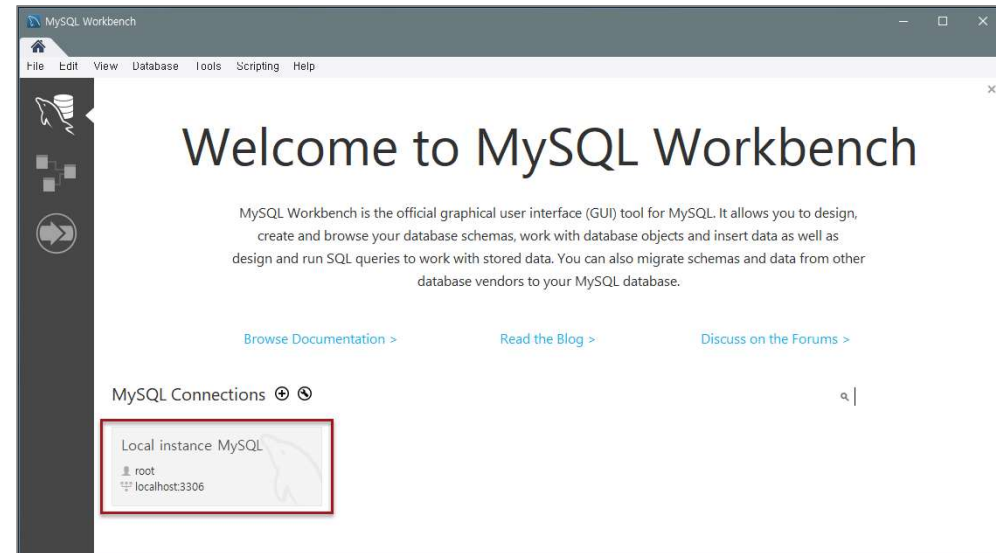 MySQL Workbench
File Edit View Database Tools Scripting Help
Welcome to MySQL Workbench
MySQL Workbench is the official graphical user interface (GUI) tool for MySQL. It allows you to design,
create and browse your database schemas, work with database objects and insert data as well as
design and run SQL queries to work with stored data. You can also migrate schemas and data from other
database vendors to your MySQL database.
Browse Documentation > Read the Blog > Discuss on the Forums >
MySQL Connections
Local instance MySQL
root
localhost:3306